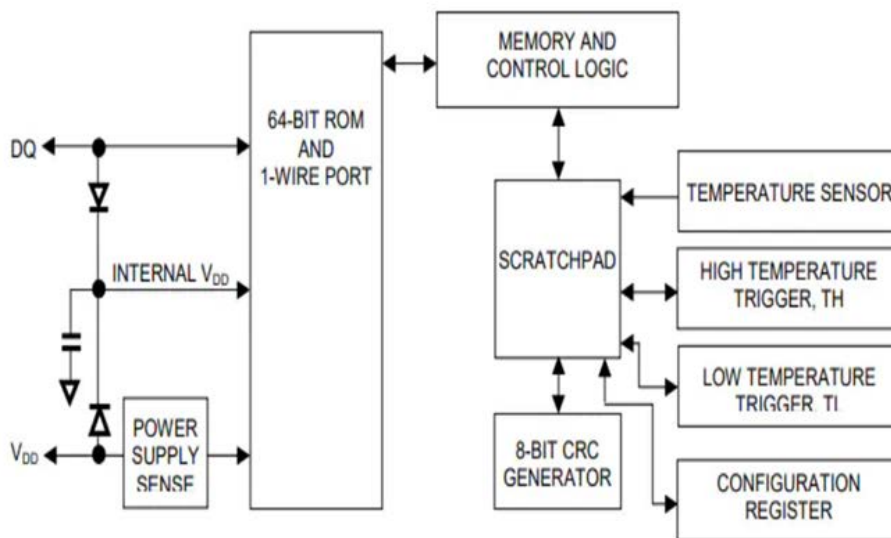 MEMORY AND
CONTROL LOGIC
64-BIT ROM
AND
1-WIRE PORT
DQ
INTERNAL VDD
VDD
POWER
SUPPLY
SENSE
SCRATCHPAD
8-BIT CRC
GENERATOR
TEMPERATURE SENSOR
HIGH TEMPERATURE
TRIGGER, TH
LOW TEMPERATURE
TRIGGER, TL
CONFIGURATION
REGISTER